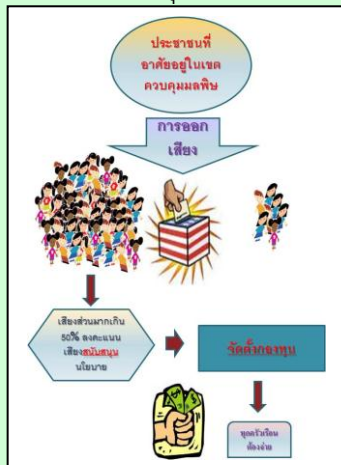 ประชาชนที่
อาศัยอยู่ในเขต
ควบคุมมลพิษ
การออก
เสียง
เสียงส่วนมากเกิน
50% ลงคะแนน
เสียงสนับสนุน
นโยบาย
จัดตั้งกองทุน
ทุกครัวเรือน
ต้องจ่าย